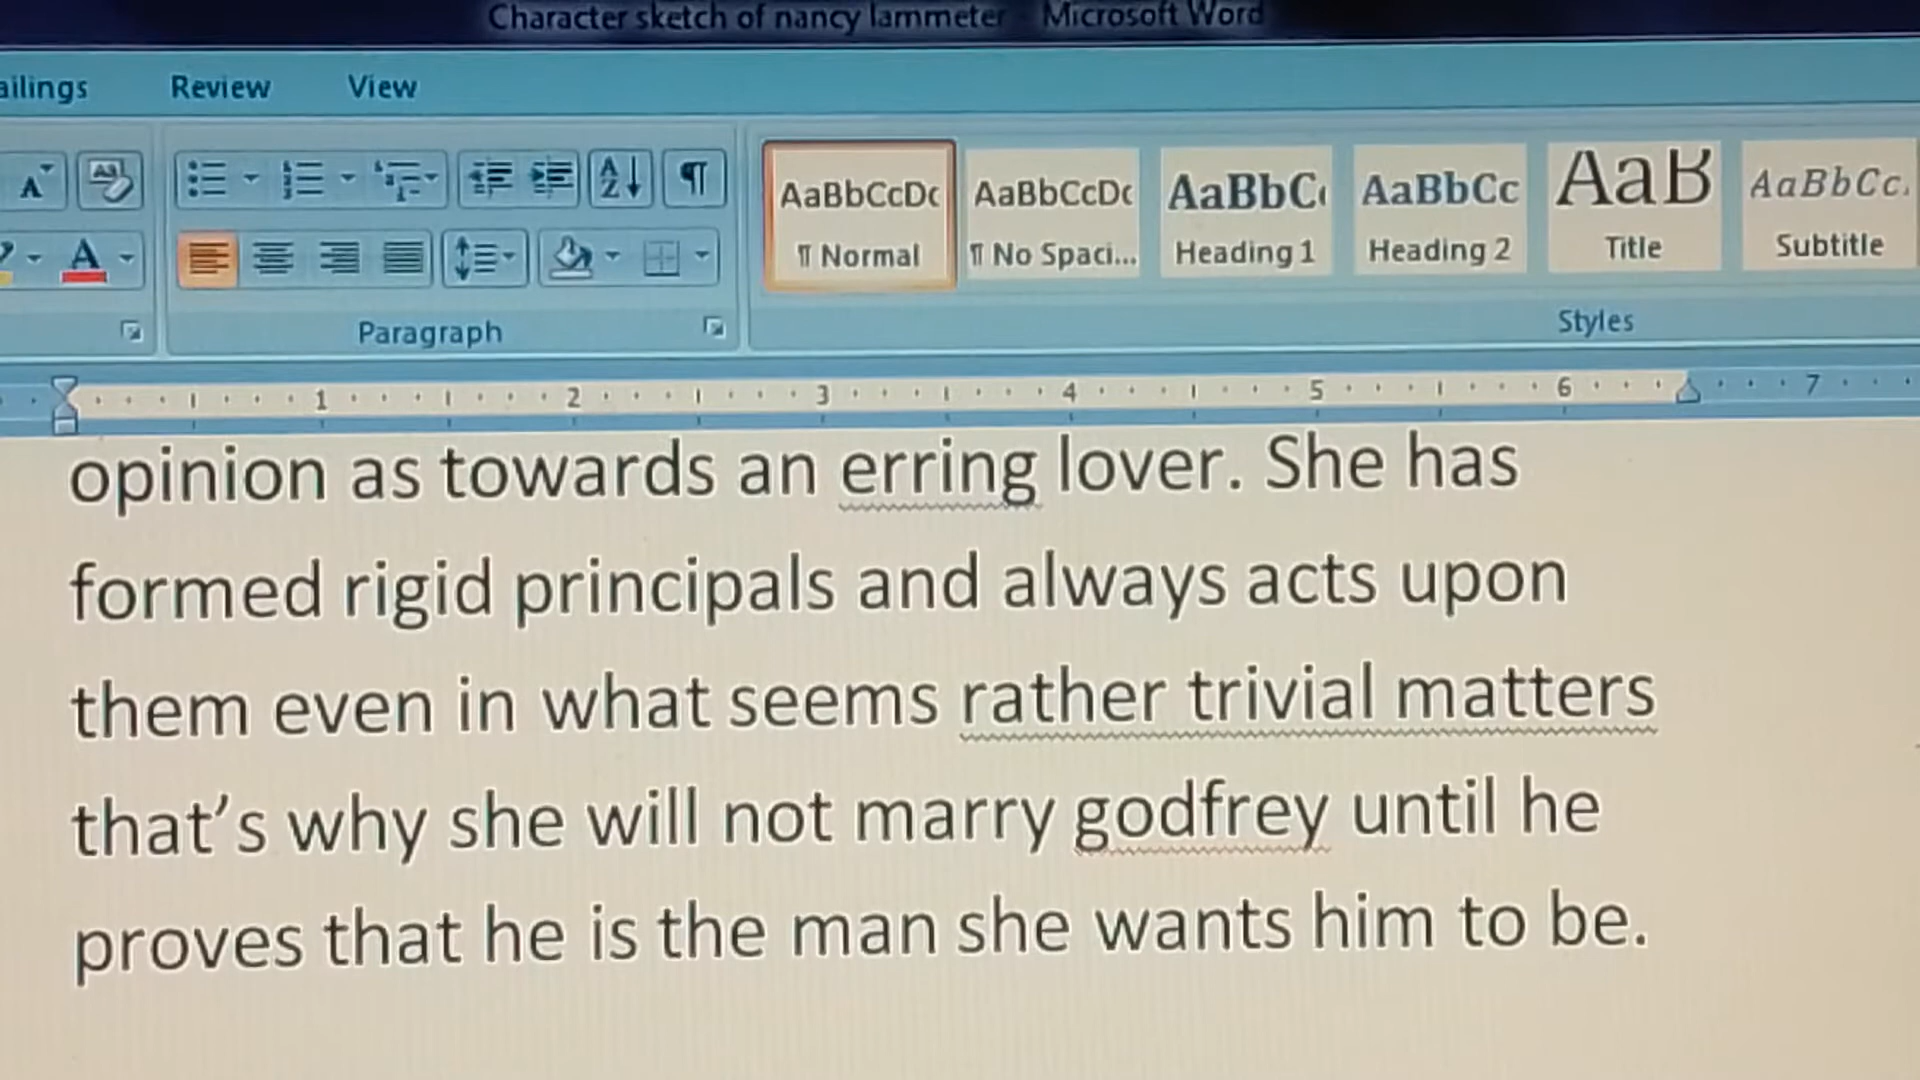 Character sketch of nancy lammeter - Microsoft Word
ailings Review View
A Aa
A
AaBbCcDc AaBbCcDc AaBbC AaBbCc AaB AaBbCc.
¶ Normal ¶ No Spaci... Heading 1 Heading 2 Title Subtitle
Paragraph Styles
1 2 3 4 5 6 7
opinion as towards an erring lover. She has
formed rigid principals and always acts upon
them even in what seems rather trivial matters
that's why she will not marry godfrey until he
proves that he is the man she wants him to be.